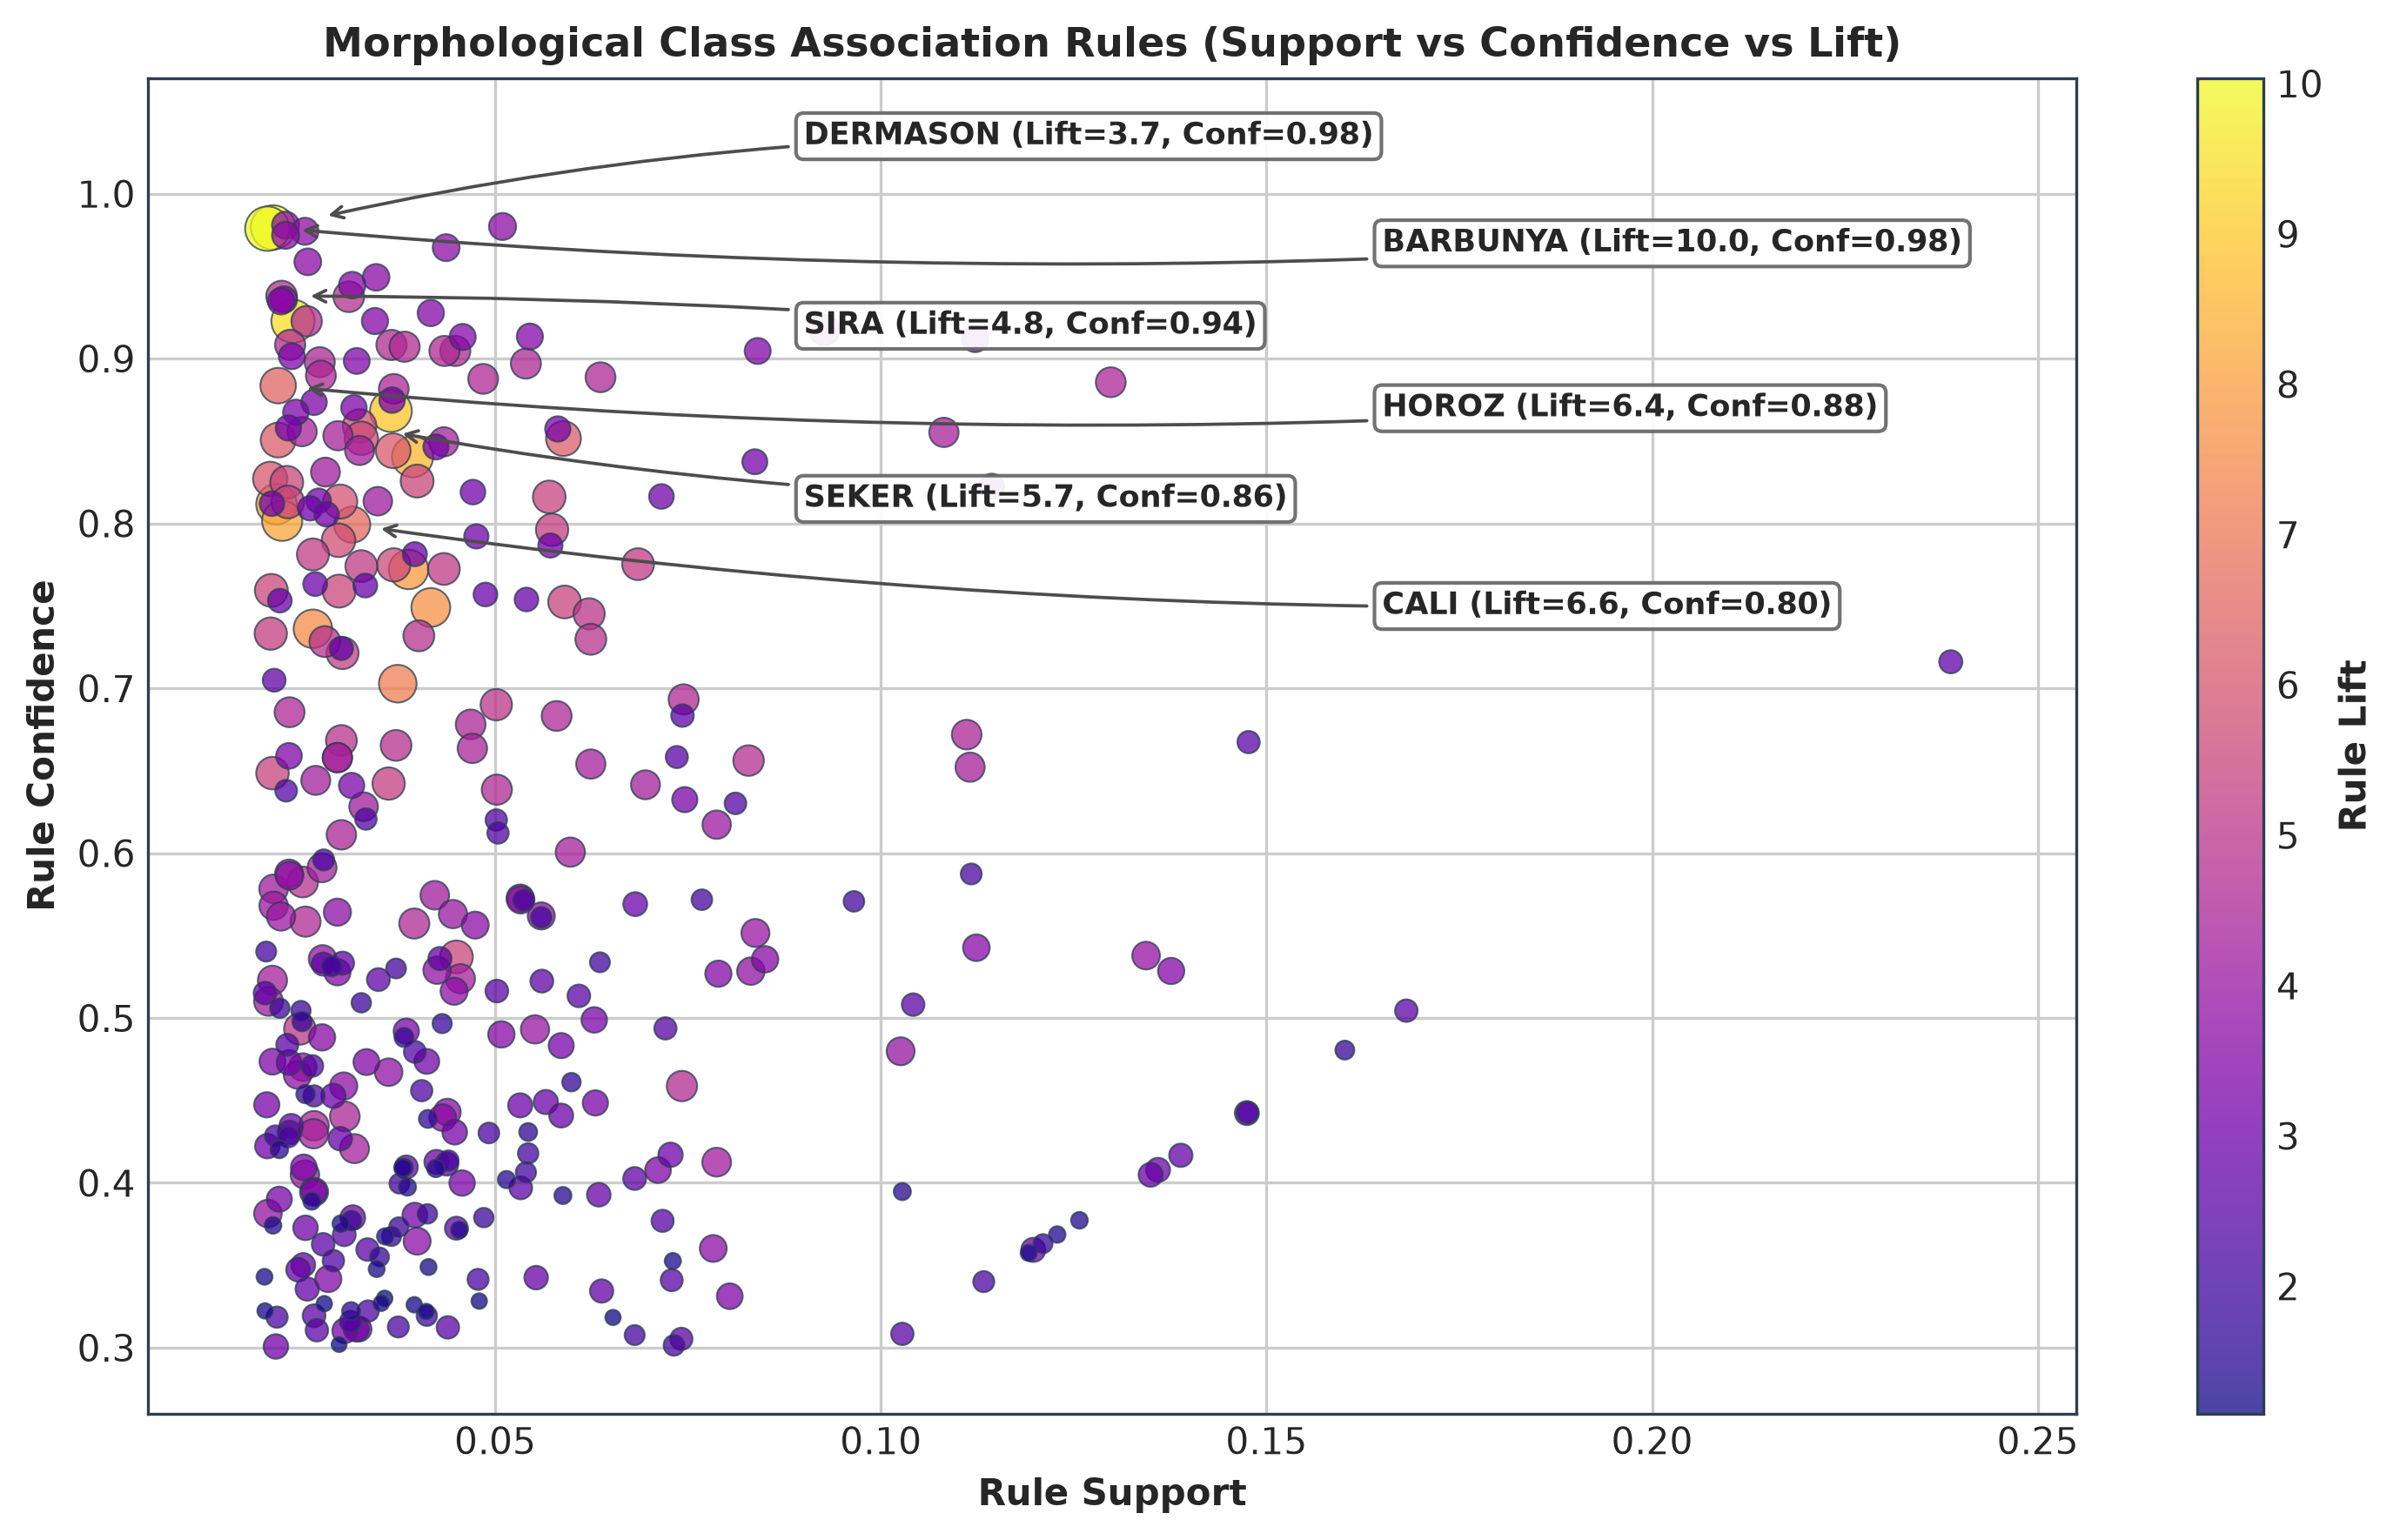 Morphological Class Association Rules (Support vs Confidence vs Lift)
DERMASON (Lift=3.7, Conf=0.98)
BARBUNYA (Lift=10.0, Conf=0.98)
SIRA (Lift=4.8, Conf=0.94)
HOROZ (Lift=6.4, Conf=0.88)
SEKER (Lift=5.7, Conf=0.86)
CALI (Lift=6.6, Conf=0.80)
Rule Confidence
1.0
0.9
0.8
0.7
0.6
0.5
0.4
0.3
0.05
0.10
0.15
0.20
0.25
Rule Support
10
9
8
7
6
5
4
3
2
Rule Lift